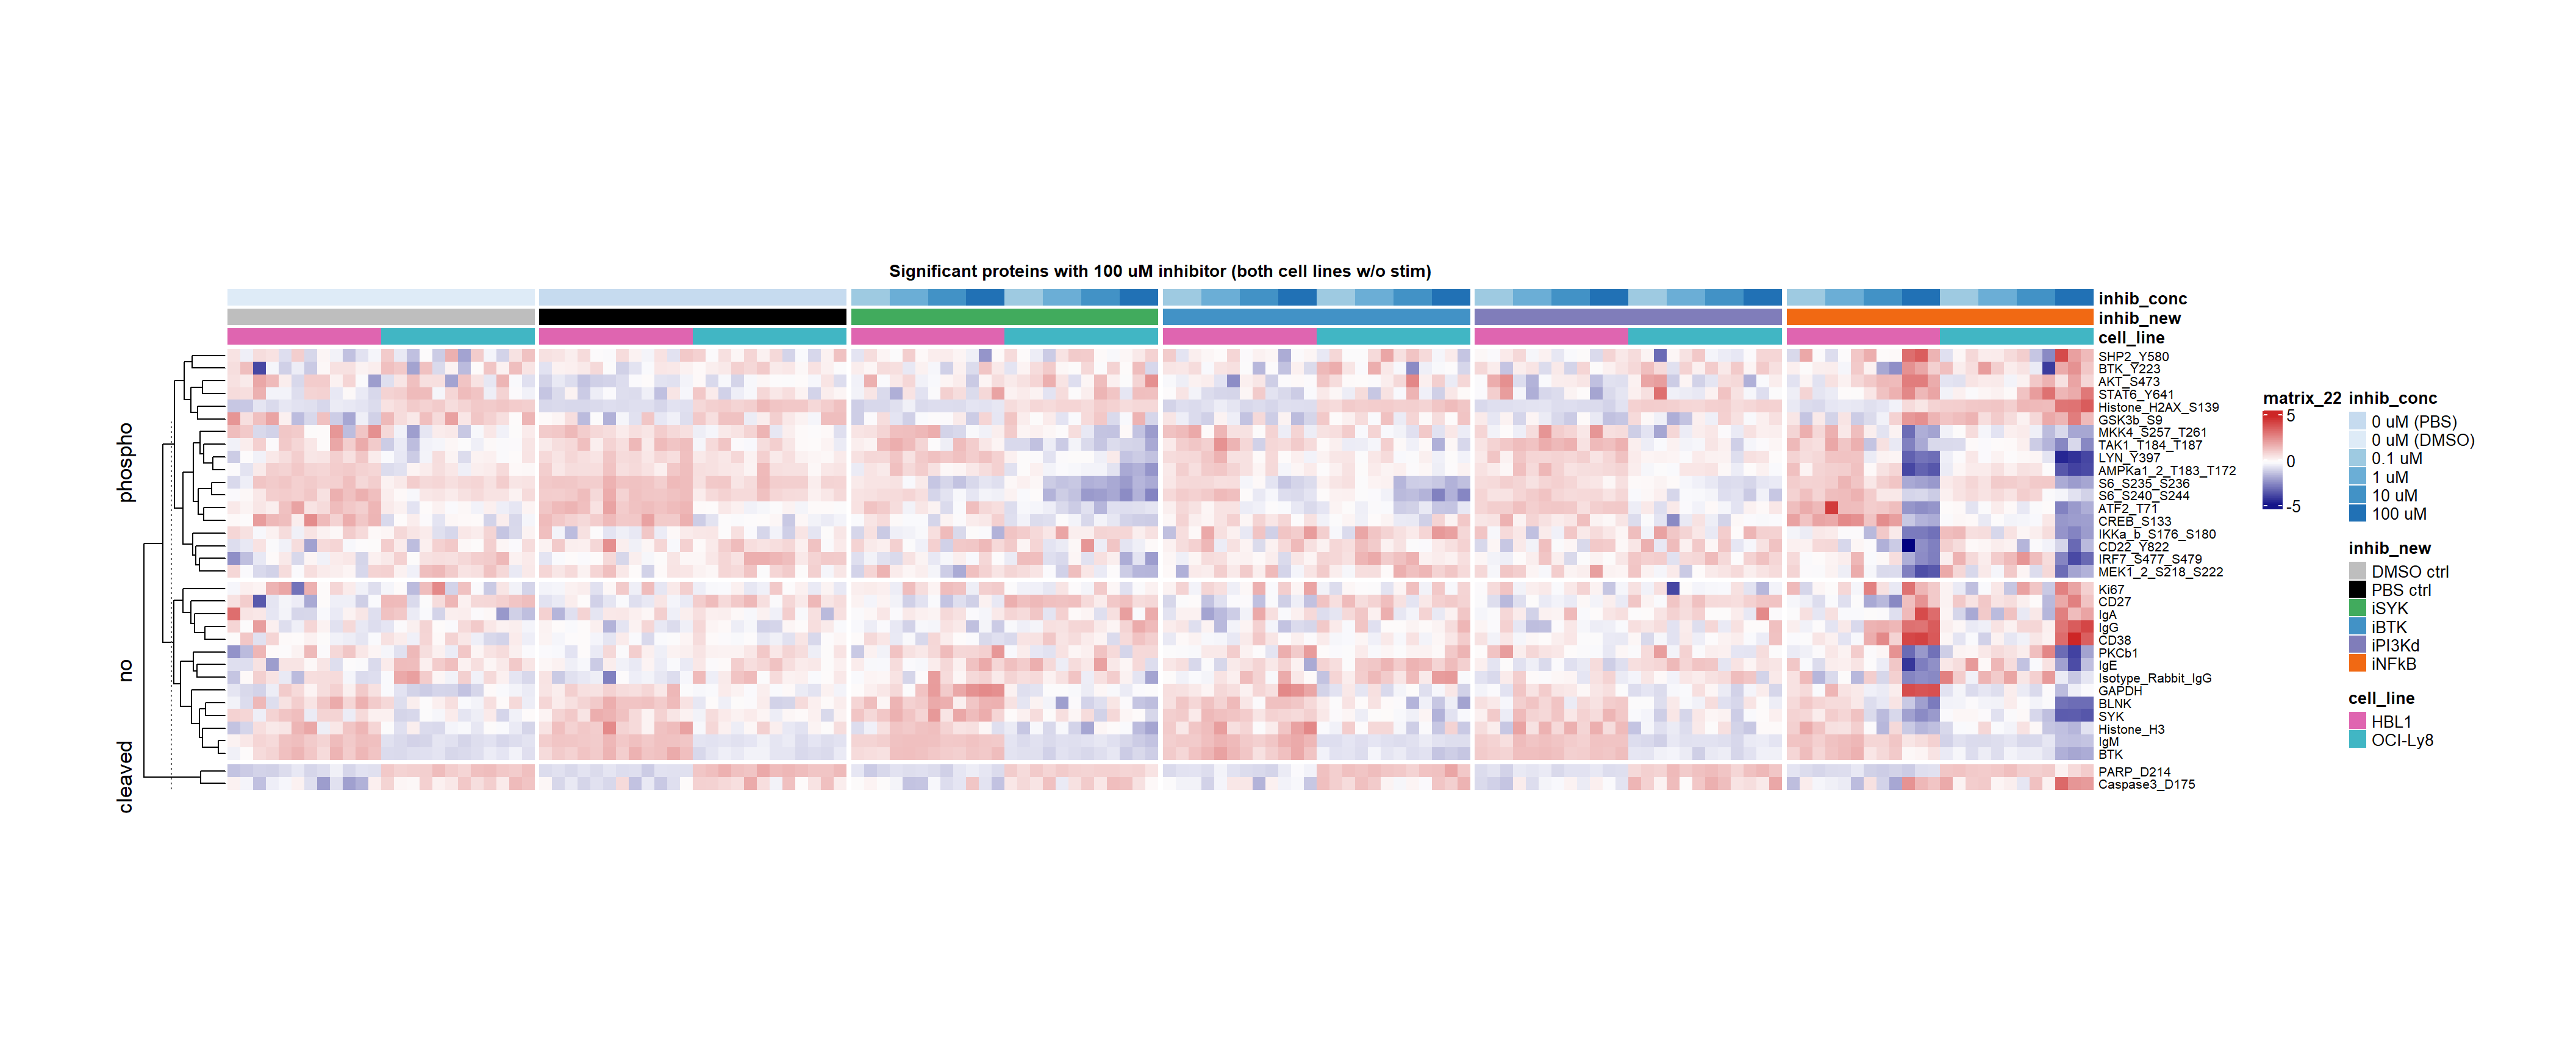 Significant proteins with 100 uM inhibitor (both cell lines w/o stim)
inhib_conc
inhib_new
cell_line
phospho
no
cleaved
SHP2_Y580
BTK_Y223
AKT_S473
STAT6_Y641
Histone_H2AX_S139
GSK3b_S9
MKK4_S257_T261
TAK1_T184_T187
LYN_Y397
AMPKa1_2_T183_T172
S6_S235_S236
S6_S240_S244
ATF2_T71
CREB_S133
IKKa_b_S176_S180
CD22_Y822
IRF7_S477_S479
MEK1_2_S218_S222
Ki67
CD27
IgA
IgG
CD38
PKCb1
IgE
Isotype_Rabbit_IgG
GAPDH
BLNK
SYK
Histone_H3
IgM
BTK
PARP_D214
Caspase3_D175
matrix_22
5
0
-5
inhib_conc
0 uM (PBS)
0 uM (DMSO)
0.1 uM
1 uM
10 uM
100 uM
inhib_new
DMSO ctrl
PBS ctrl
iSYK
iBTK
iPI3Kd
iNFkB
cell_line
HBL1
OCI-Ly8